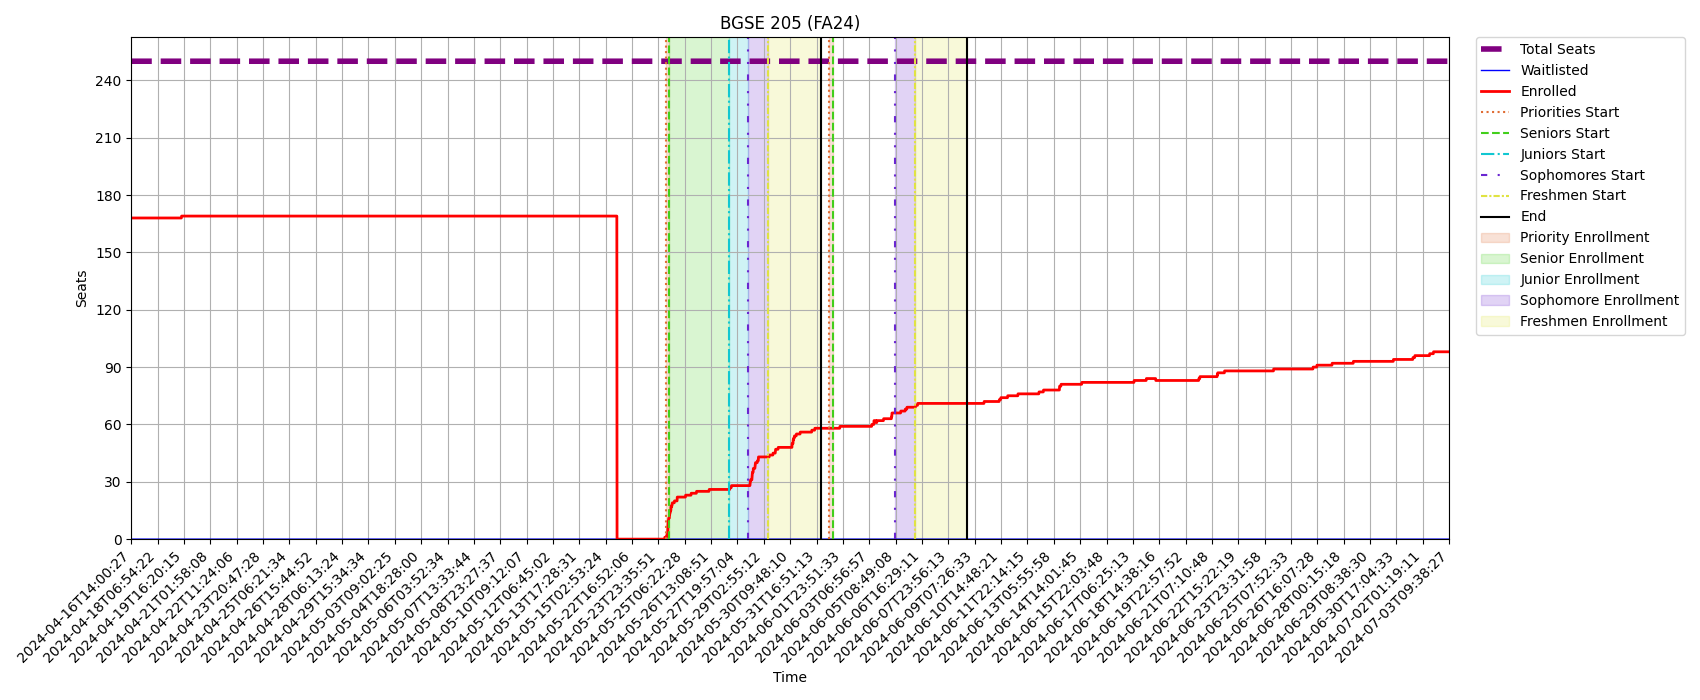 BGSE 205 (FA24)
Total Seats
Waitlisted
Enrolled
Priorities Start
Seniors Start
Juniors Start
Sophomores Start
Freshmen Start
End
Priority Enrollment
Senior Enrollment
Junior Enrollment
Sophomore Enrollment
Freshmen Enrollment
Seats
240
210
180
150
120
90
60
30
0
2024-04-16T14:00:27
2024-04-18T06:54:22
2024-04-19T16:20:15
2024-04-21T01:58:08
2024-04-22T11:24:06
2024-04-23T20:47:28
2024-04-25T06:21:34
2024-04-26T15:44:52
2024-04-28T06:13:24
2024-04-29T15:34:34
2024-05-03T09:02:25
2024-05-04T18:28:00
2024-05-06T03:52:34
2024-05-07T13:33:44
2024-05-08T23:27:37
2024-05-10T09:12:07
2024-05-12T06:45:02
2024-05-13T17:28:31
2024-05-15T02:53:24
2024-05-22T16:52:06
2024-05-23T23:35:51
2024-05-25T06:22:28
2024-05-26T13:08:51
2024-05-27T19:57:04
2024-05-29T02:55:12
2024-05-30T09:48:10
2024-05-31T16:51:13
2024-06-01T23:51:33
2024-06-03T06:56:57
2024-06-05T08:49:08
2024-06-06T16:29:11
2024-06-07T23:56:13
2024-06-09T07:26:33
2024-06-10T14:48:21
2024-06-11T22:14:15
2024-06-13T05:55:58
2024-06-14T14:01:45
2024-06-15T22:03:48
2024-06-17T06:25:13
2024-06-18T14:38:16
2024-06-19T22:57:52
2024-06-21T07:10:48
2024-06-22T15:22:19
2024-06-23T23:31:58
2024-06-25T07:52:33
2024-06-26T16:07:28
2024-06-28T00:15:18
2024-06-29T08:38:30
2024-06-30T17:04:33
2024-07-02T01:19:11
2024-07-03T09:38:27
Time